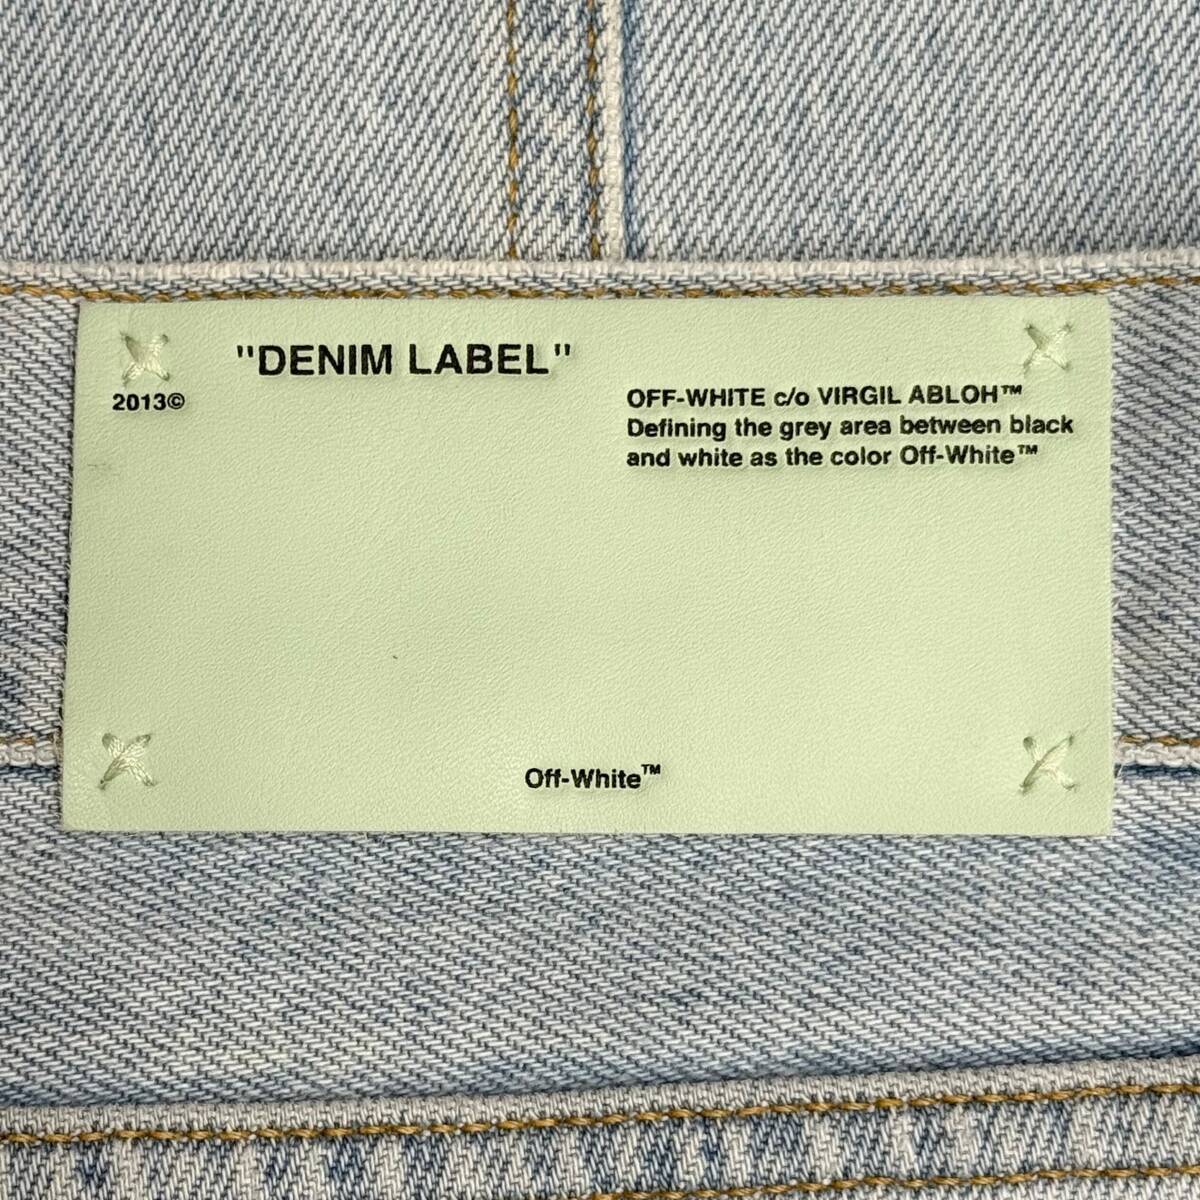 "DENIM LABEL"
2013©
OFF-WHITE c/o VIRGIL ABLOH™
Defining the grey area between black
and white as the color Off-White™
Off-White™